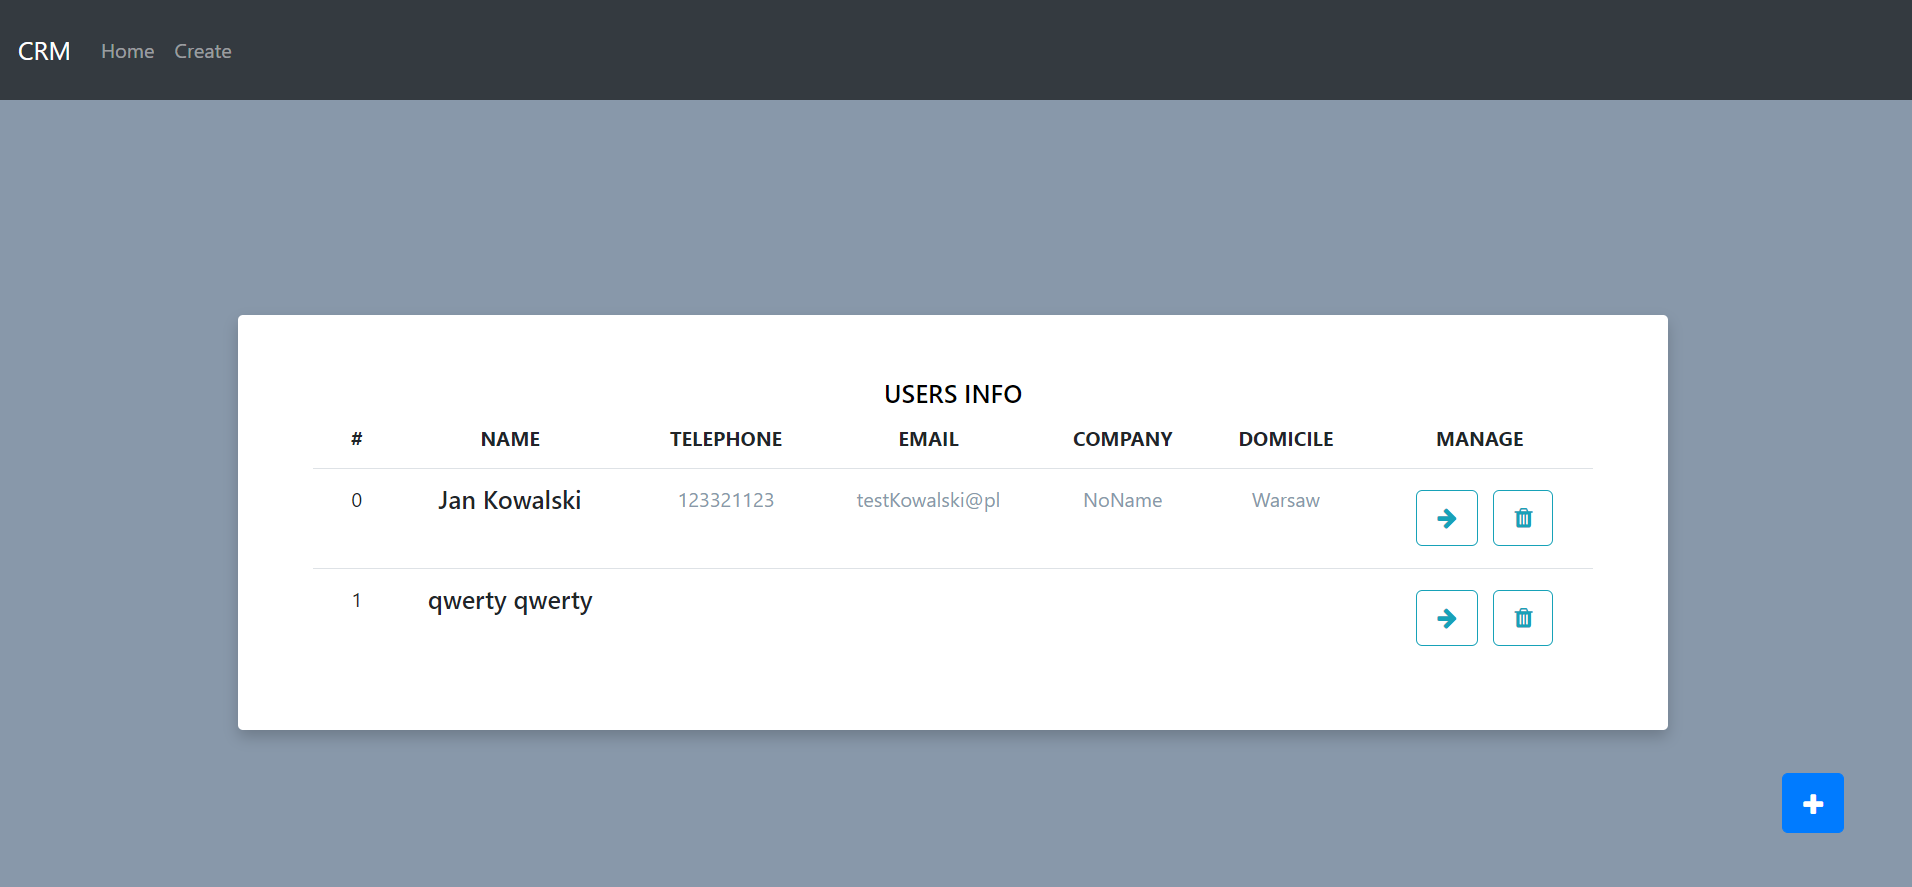 CRM Home Create
USERS INFO
# NAME TELEPHONE EMAIL COMPANY DOMICILE MANAGE
0 Jan Kowalski 123321123 testKowalski@pl NoName Warsaw
1 qwerty qwerty